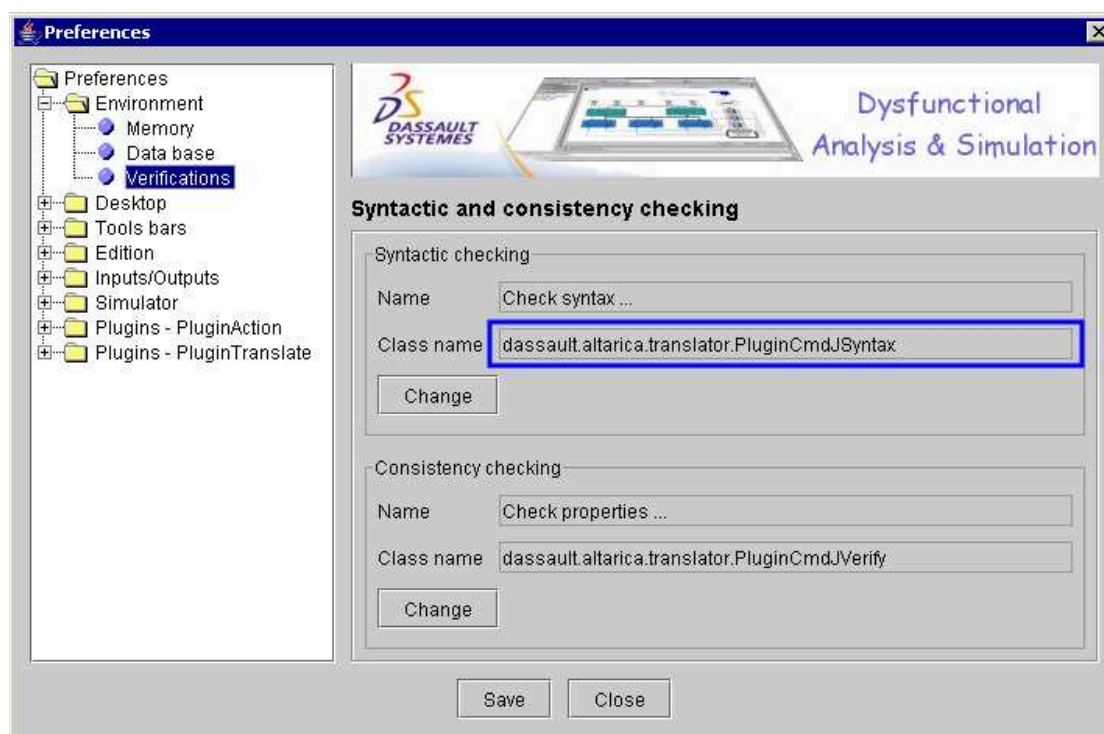 Preferences
Preferences
Environment
Memory
Data base
Verifications
Desktop
Tools bars
Edition
Inputs/Outputs
Simulator
Plugins - PluginAction
Plugins - PluginTranslate
DASSAULT
SYSTEMES
Dysfunctional
Analysis & Simulation
Syntactic and consistency checking
Syntactic checking
Name Check syntax ...
Class name dassault.altarica.translator.PluginCmdJSyntax
Change
Consistency checking
Name Check properties ...
Class name dassault.altarica.translator.PluginCmdJVerify
Change
Save Close